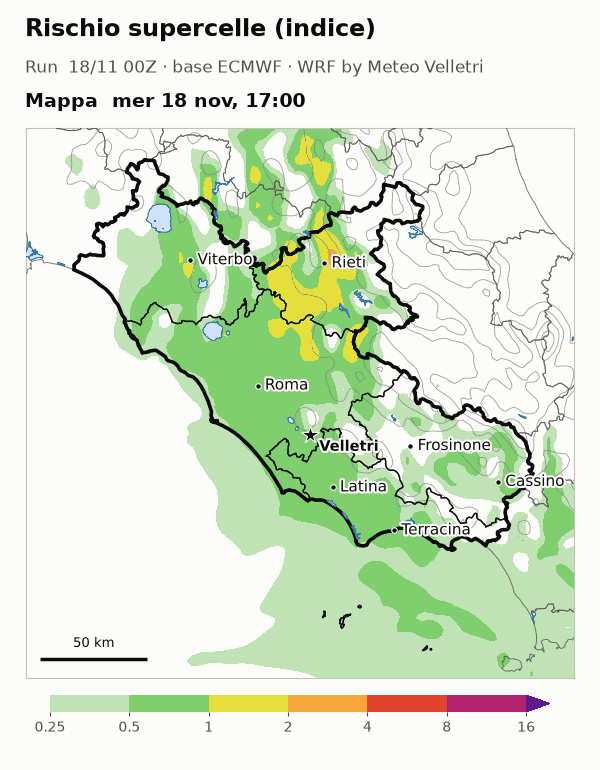 Rischio supercelle (indice)
Run  18/11 00Z · base ECMWF · WRF by Meteo Velletri
Mappa  mer 18 nov, 17:00
Viterbo
Rieti
Roma
Velletri
Frosinone
Latina
Cassino
Terracina
50 km
0.25 0.5 1 2 4 8 16